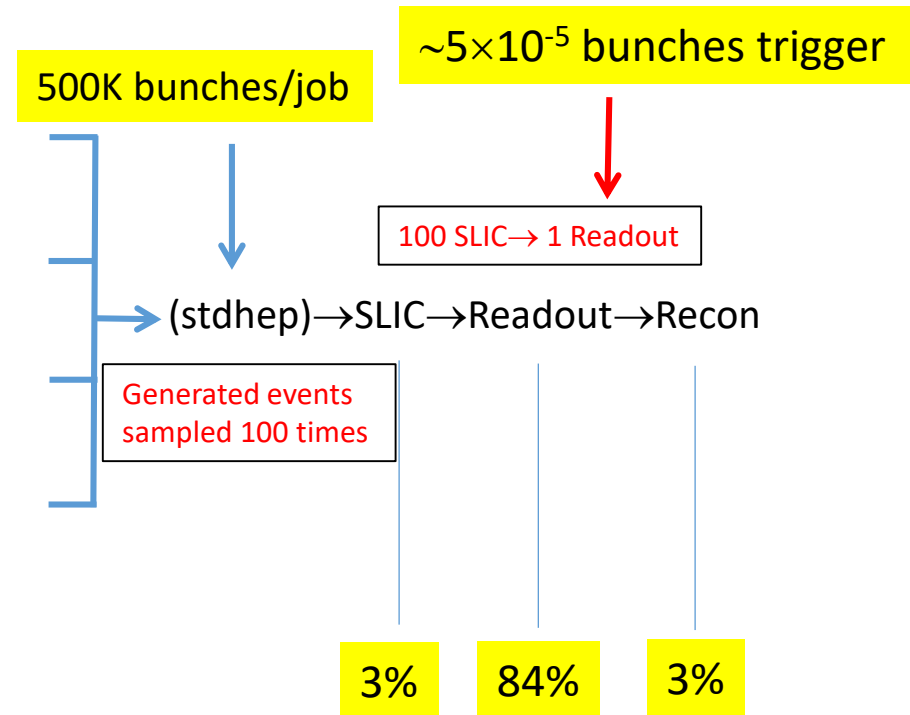 ~5×10⁻⁵ bunches trigger
500K bunches/job
100 SLIC→ 1 Readout
(stdhep)→SLIC→Readout→Recon
Generated events
sampled 100 times
3%
84%
3%